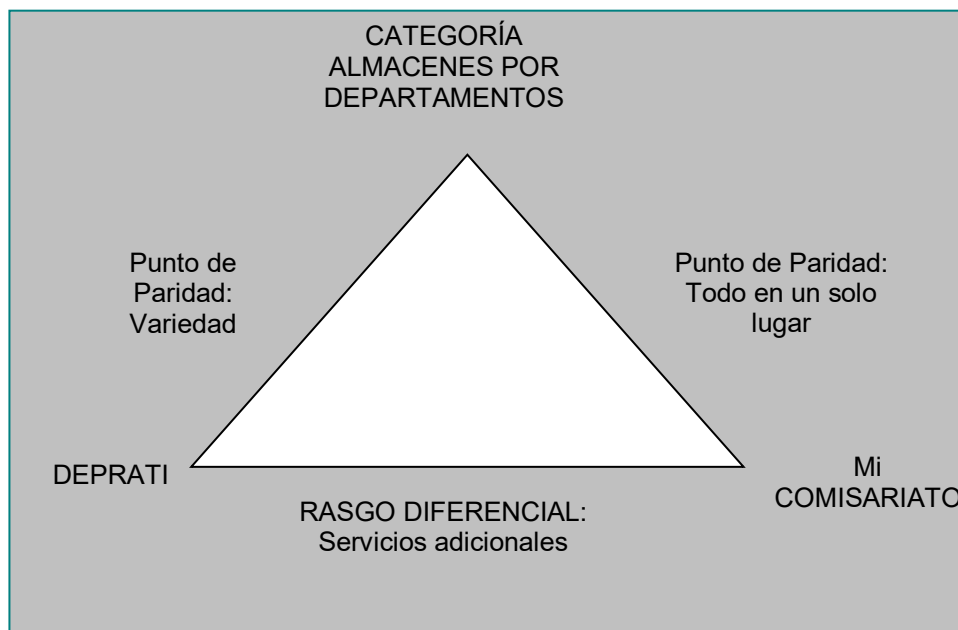 CATEGORÍA
ALMACENES POR
DEPARTAMENTOS
Punto de
Paridad:
Variedad
Punto de Paridad:
Todo en un solo
lugar
DEPRATI
Mi
COMISARIATO
RASGO DIFERENCIAL:
Servicios adicionales